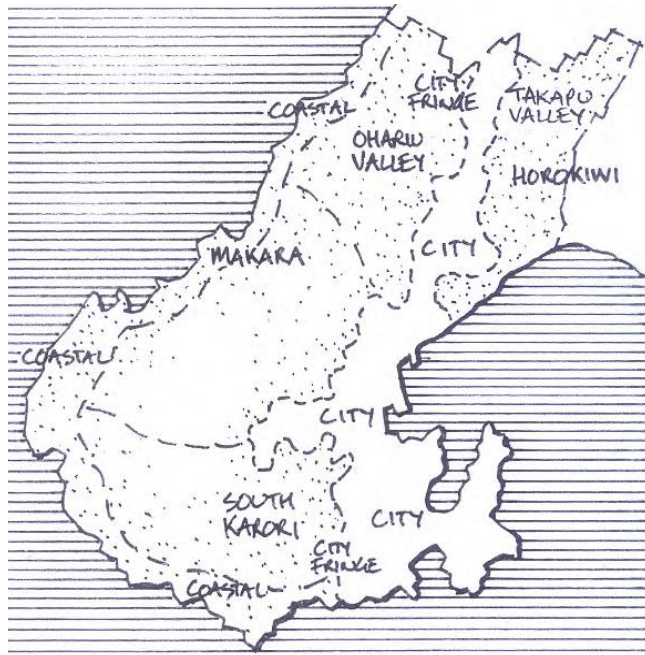 CITY
FRINGE
TAKAPU
VALLEY
COASTAL
OHARIU
VALLEY
HOROKIWI
CITY
MAKARA
COASTAL
CITY
SOUTH
KARORI
CITY
CITY
FRINGE
COASTAL